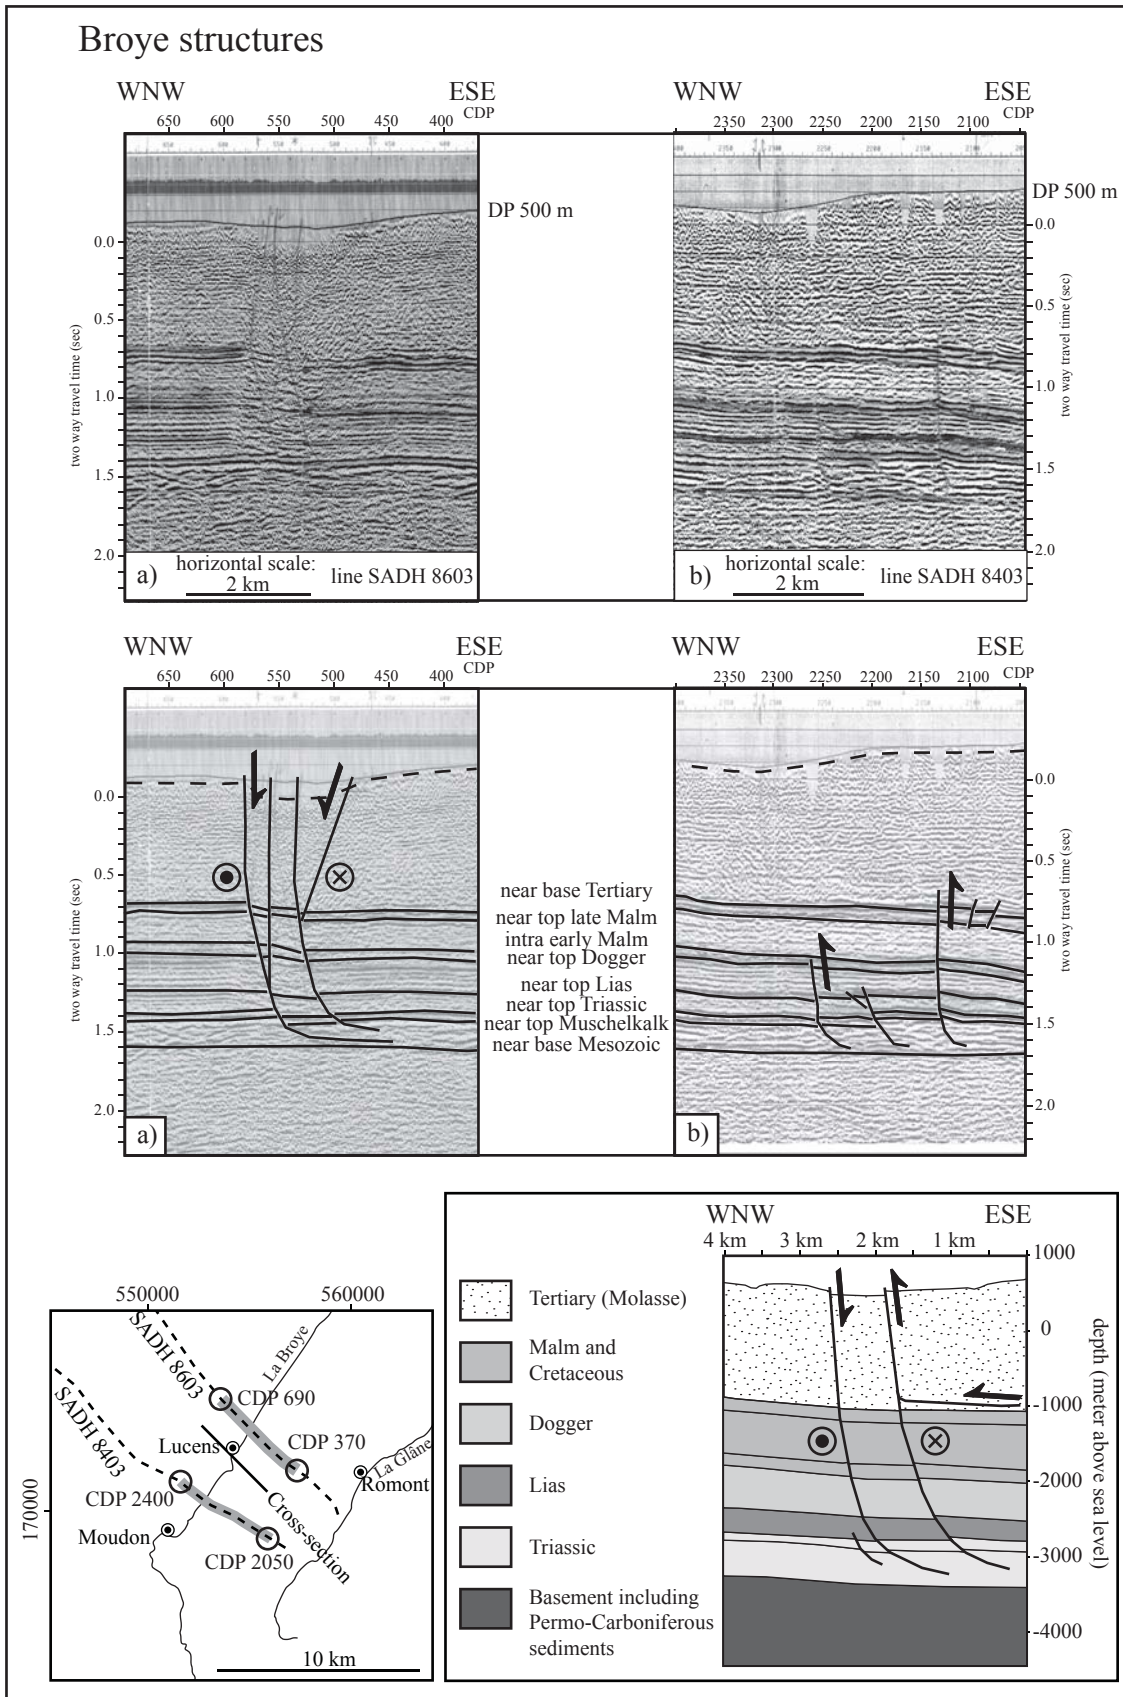 Broye structures
WNW ESE
CDP
650 600 550 500 450 400
WNW ESE
CDP
2350 2300 2250 2200 2150 2100
DP 500 m
DP 500 m
0.0
0.5
1.0
1.5
2.0
two way travel time (sec)
0.0
0.5
1.0
1.5
2.0
two way travel time (sec)
a) horizontal scale:
2 km
line SADH 8603
b) horizontal scale:
2 km
line SADH 8403
WNW ESE
CDP
650 600 550 500 450 400
WNW ESE
CDP
2350 2300 2250 2200 2150 2100
0.0
0.5
1.0
1.5
2.0
two way travel time (sec)
near base Tertiary
near top late Malm
intra early Malm
near top Dogger
near top Lias
near top Triassic
near top Muschelkalk
near base Mesozoic
0.0
0.5
1.0
1.5
2.0
two way travel time (sec)
a)
b)
550000 560000
170000
SADH 8603
SADH 8403
La Broye
CDP 690
Lucens
CDP 370
La Glâne
Romont
CDP 2400
Cross-section
Moudon
CDP 2050
10 km
Tertiary (Molasse)
Malm and
Cretaceous
Dogger
Lias
Triassic
Basement including
Permo-Carboniferous
sediments
WNW ESE
4 km 3 km 2 km 1 km
1000
0
-1000
-2000
-3000
-4000
depth (meter above sea level)